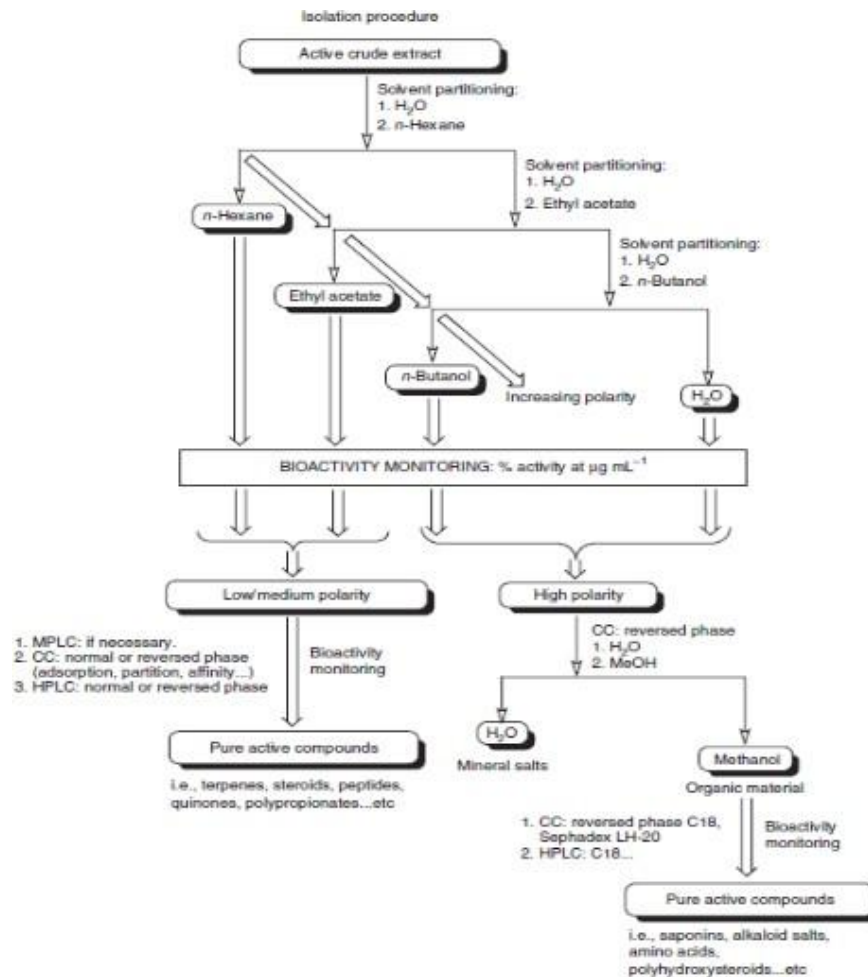 Isolation procedure
Active crude extract
Solvent partitioning:
1. H₂O
2. n-Hexane
Solvent partitioning:
1. H₂O
2. Ethyl acetate
n-Hexane
Solvent partitioning:
1. H₂O
2. n-Butanol
Ethyl acetate
n-Butanol
Increasing polarity
H₂O
BIOACTIVITY MONITORING: % activity at µg mL⁻¹
Low/medium polarity
High polarity
1. MPLC: if necessary.
2. CC: normal or reversed phase
(adsorption, partition, affinity...)
3. HPLC: normal or reversed phase
Bioactivity
monitoring
CC: reversed phase
1. H₂O
2. MeOH
Pure active compounds
i.e., terpenes, steroids, peptides,
quinones, polypropionates...etc
H₂O
Mineral salts
Methanol
Organic material
1. CC: reversed phase C18,
Sephadex LH-20
2. HPLC: C18...
Bioactivity
monitoring
Pure active compounds
i.e., saponins, alkaloid salts,
amino acids,
polyhydroxysteroids...etc